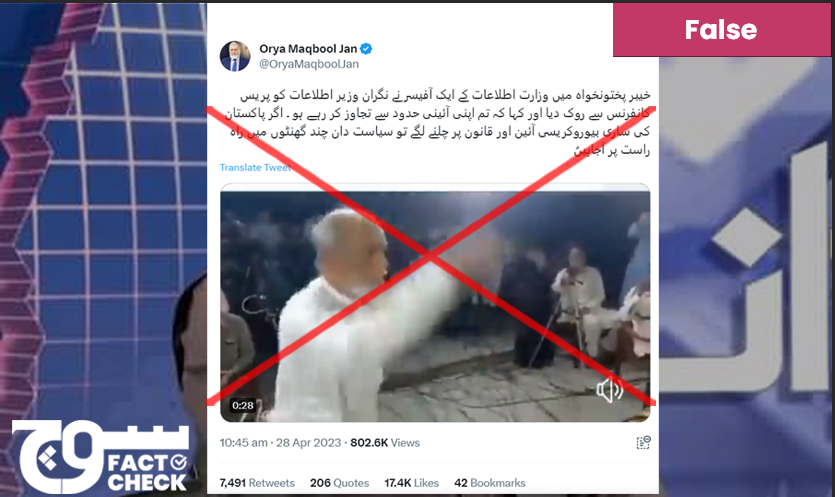 False
Orya Maqbool Jan
@OryaMaqboolJan
خیبر پختونخواہ میں وزارت اطلاعات کے ایک آفیسر نے نگران وزیر اطلاعات کو پریس
کانفرنس سے روک دیا اور کہا کہ تم اپنی آئینی حدود سے تجاوز کر رہے ہو ۔ اگر پاکستان
کی ساری بیوروکریسی آئین اور قانون پر چلنے لگے تو سیاست دان چند گھنٹوں میں راہ
راست پر آجاہیںؑ
Translate Tweet
0:28
10:45 am · 28 Apr 2023 · 802.6K Views
7,491 Retweets 206 Quotes 17.4K Likes 42 Bookmarks
سچ
FACT
CHECK